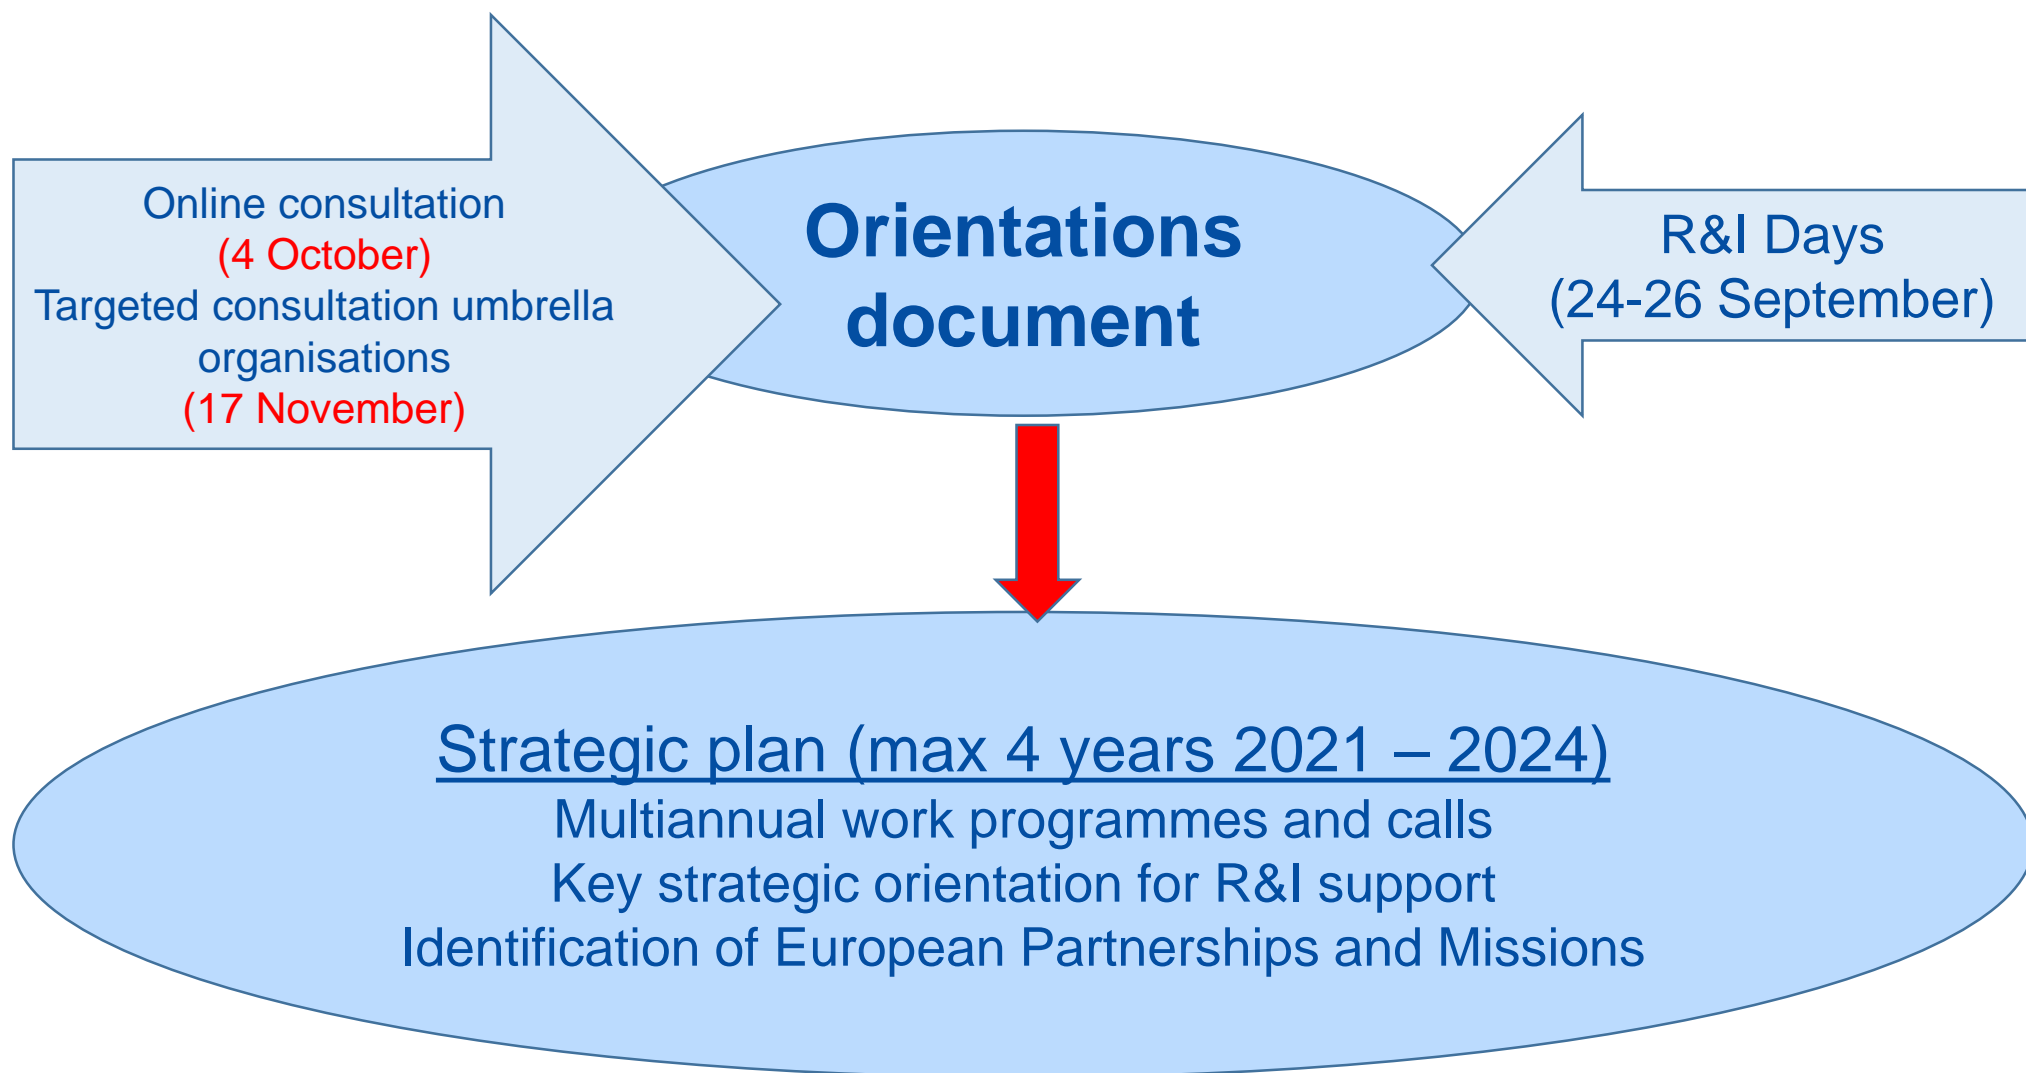 Online consultation
(4 October)
Targeted consultation umbrella
organisations
(17 November)
Orientations
document
R&I Days
(24-26 September)
Strategic plan (max 4 years 2021 – 2024)
Multiannual work programmes and calls
Key strategic orientation for R&I support
Identification of European Partnerships and Missions